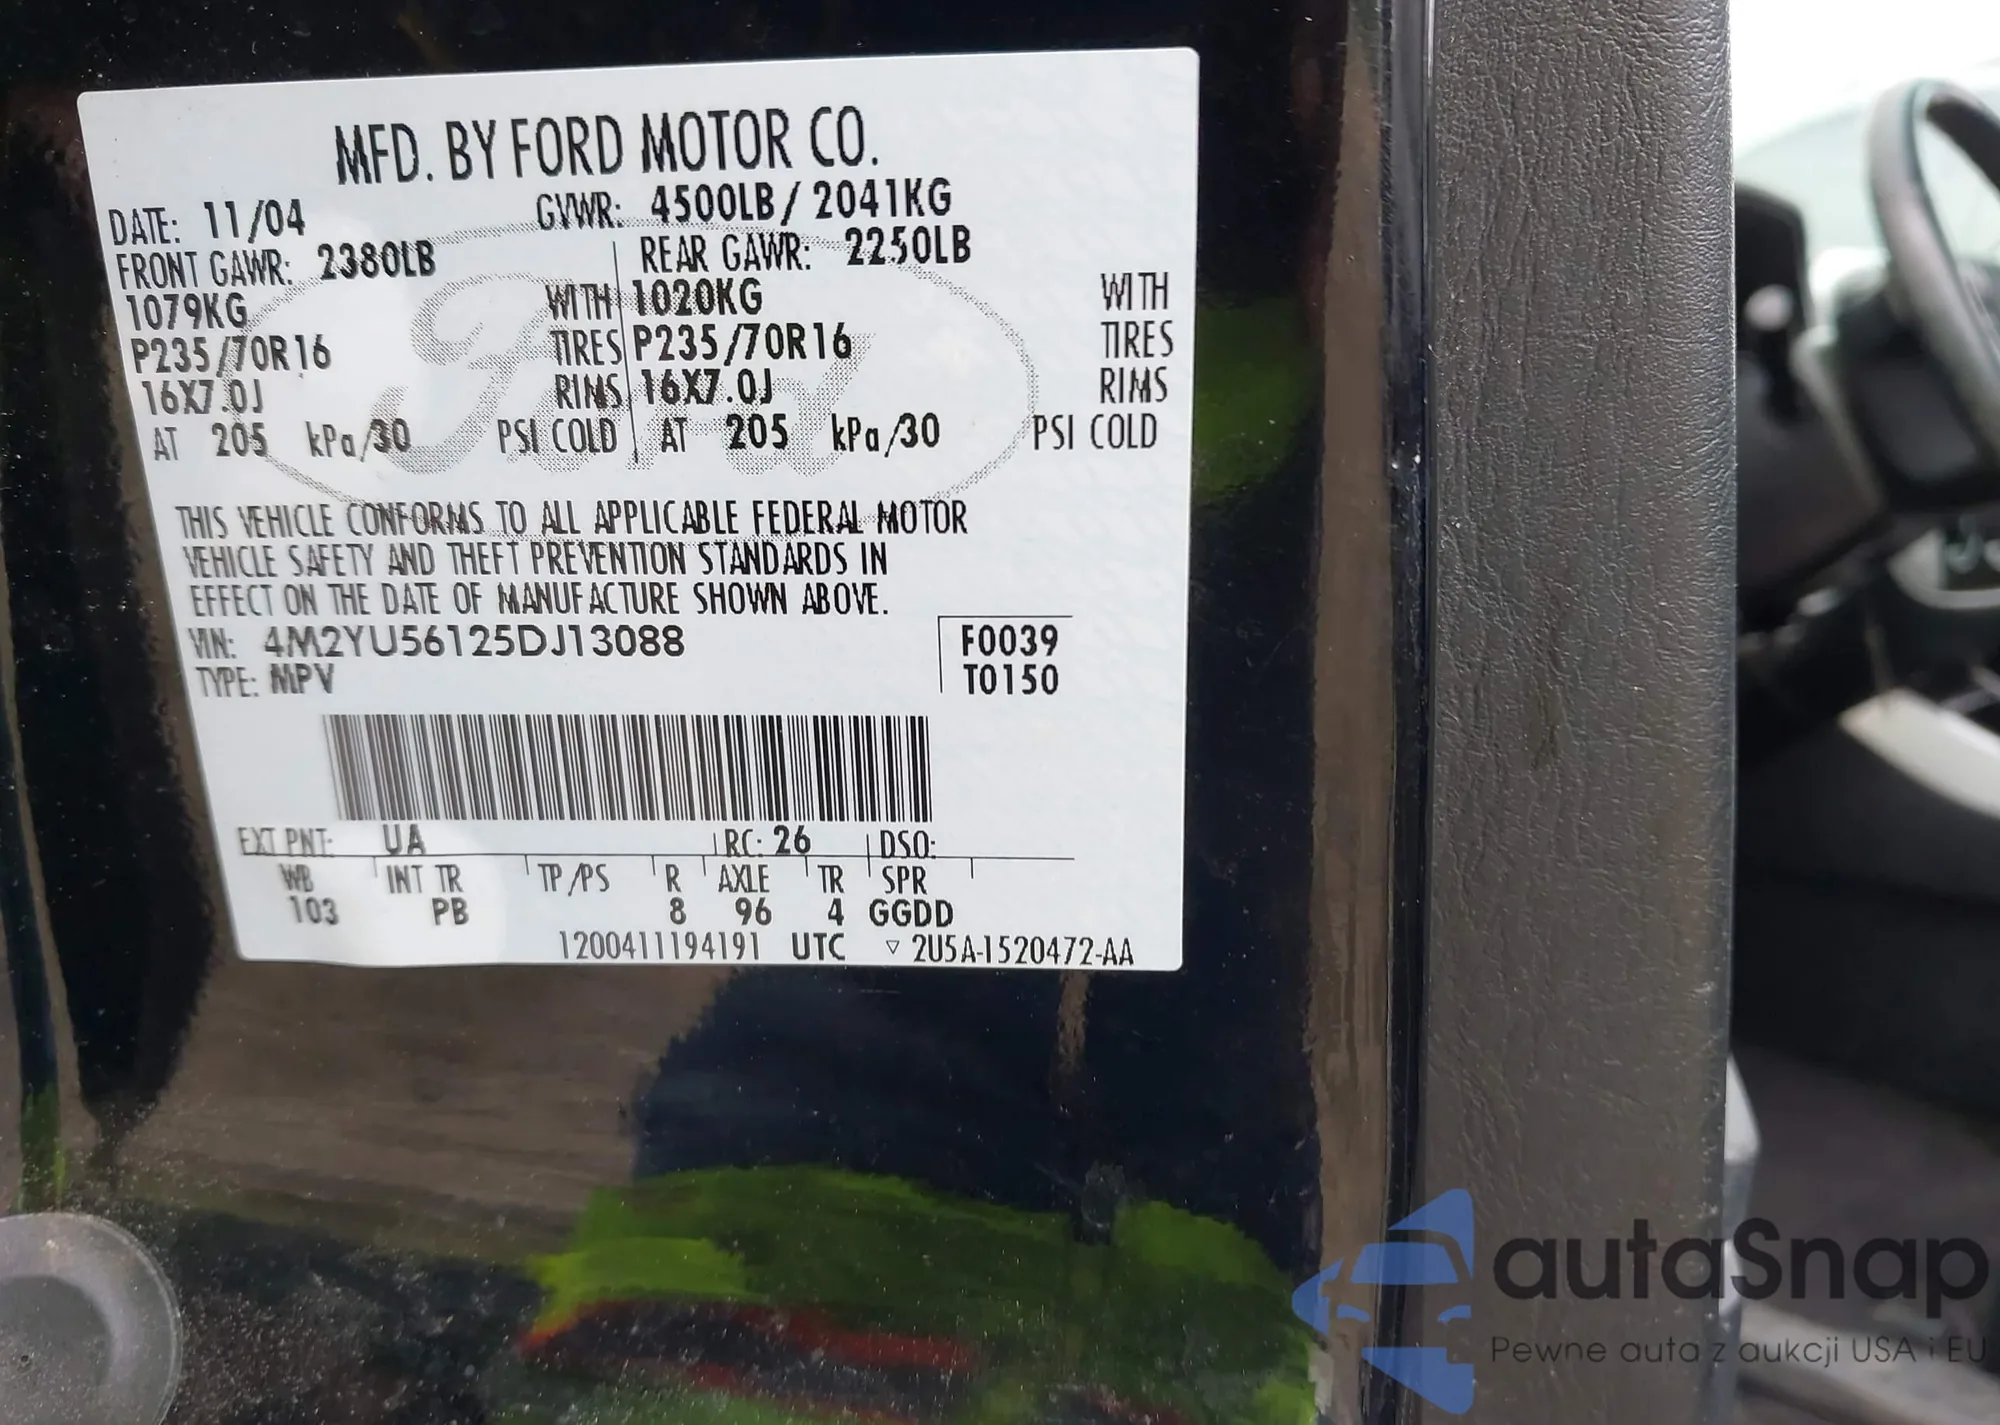 MFD. BY FORD MOTOR CO.
DATE: 11/04 GVWR: 4500LB / 2041KG
FRONT GAWR: 2380LB REAR GAWR: 2250LB
1079KG WITH 1020KG WITH
P235/70R16 TIRES P235/70R16 TIRES
16X7.0J RIMS 16X7.0J RIMS
AT 205 kPa/30 PSI COLD AT 205 kPa/30 PSI COLD
Ford
THIS VEHICLE CONFORMS TO ALL APPLICABLE FEDERAL MOTOR
VEHICLE SAFETY AND THEFT PREVENTION STANDARDS IN
EFFECT ON THE DATE OF MANUFACTURE SHOWN ABOVE.
VIN: 4M2YU56125DJ13088 F0039
TYPE: MPV T0150
EXT PNT: UA RC: 26 DSO:
WB INT TR TP/PS R AXLE TR SPR
103 PB 8 96 4 GGDD
1200411194191 UTC ▽ 2U5A-1520472-AA
autaSnap
Pewne auta z aukcji USA i EU